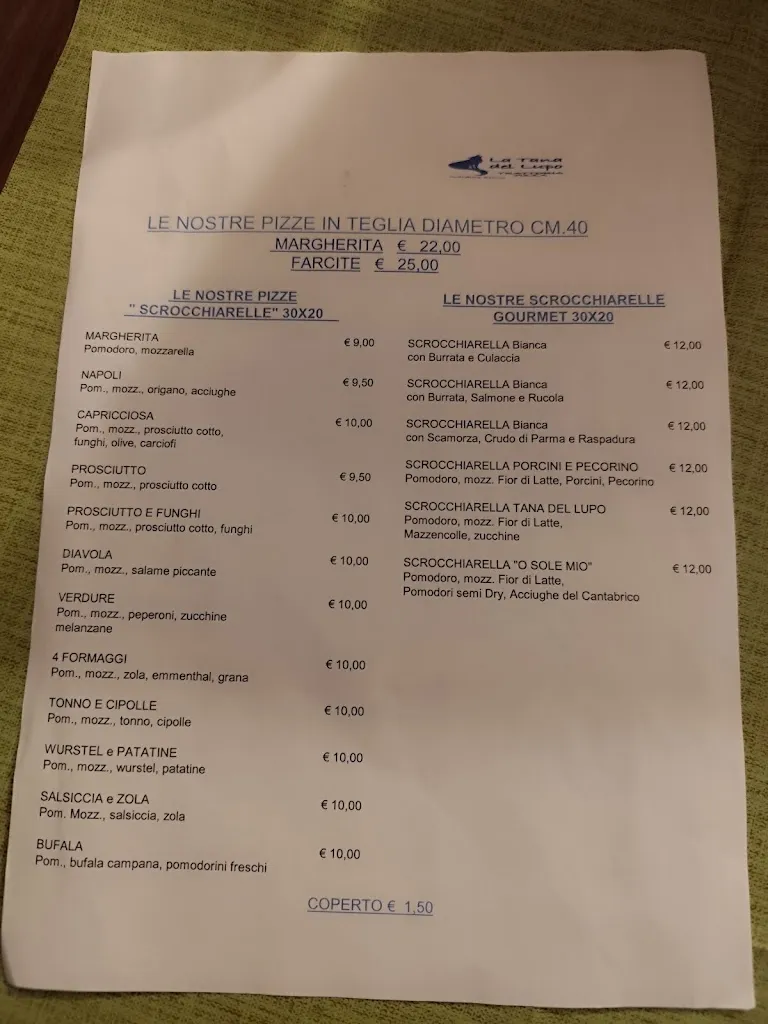 La Tana
del Lupo
LE NOSTRE PIZZE IN TEGLIA DIAMETRO CM.40
MARGHERITA € 22,00
FARCITE € 25,00
LE NOSTRE PIZZE
" SCROCCHIARELLE" 30X20
MARGHERITA € 9,00
Pomodoro, mozzarella
NAPOLI € 9,50
Pom., mozz., origano, acciughe
CAPRICCIOSA € 10,00
Pom., mozz., prosciutto cotto,
funghi, olive, carciofi
PROSCIUTTO € 9,50
Pom., mozz., prosciutto cotto
PROSCIUTTO E FUNGHI € 10,00
Pom., mozz., prosciutto cotto, funghi
DIAVOLA € 10,00
Pom., mozz., salame piccante
VERDURE € 10,00
Pom., mozz., peperoni, zucchine
melanzane
4 FORMAGGI € 10,00
Pom., mozz., zola, emmenthal, grana
TONNO E CIPOLLE € 10,00
Pom., mozz., tonno, cipolle
WURSTEL e PATATINE € 10,00
Pom., mozz., wurstel, patatine
SALSICCIA e ZOLA € 10,00
Pom. Mozz., salsiccia, zola
BUFALA € 10,00
Pom., bufala campana, pomodorini freschi
LE NOSTRE SCROCCHIARELLE
GOURMET 30X20
SCROCCHIARELLA Bianca € 12,00
con Burrata e Culaccia
SCROCCHIARELLA Bianca € 12,00
con Burrata, Salmone e Rucola
SCROCCHIARELLA Bianca € 12,00
con Scamorza, Crudo di Parma e Raspadura
SCROCCHIARELLA PORCINI E PECORINO € 12,00
Pomodoro, mozz. Fior di Latte, Porcini, Pecorino
SCROCCHIARELLA TANA DEL LUPO € 12,00
Pomodoro, mozz. Fior di Latte,
Mazzencolle, zucchine
SCROCCHIARELLA "O SOLE MIO" € 12,00
Pomodoro, mozz. Fior di Latte,
Pomodori semi Dry, Acciughe del Cantabrico
COPERTO € 1,50